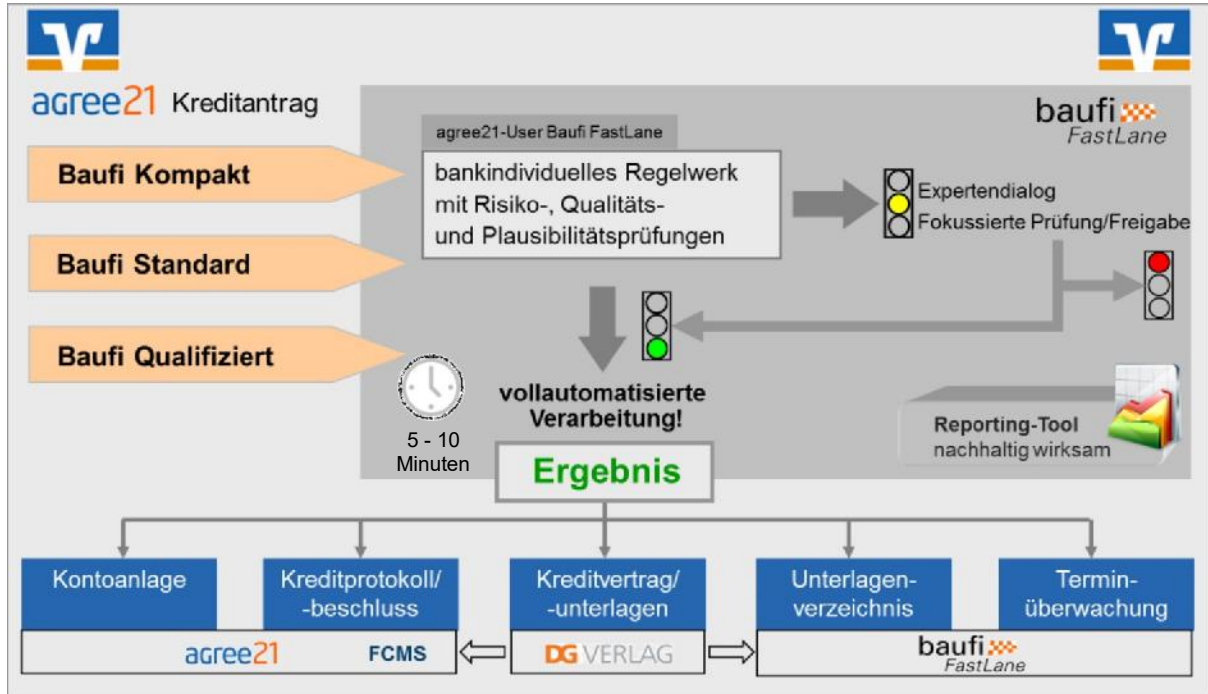 agree21 Kreditantrag
baufi
FastLane
agree21-User Baufi FastLane
Baufi Kompakt
bankindividuelles Regelwerk
mit Risiko-, Qualitäts-
und Plausibilitätsprüfungen
Expertendialog
Fokussierte Prüfung/Freigabe
Baufi Standard
Baufi Qualifiziert
5 - 10
Minuten
vollautomatisierte
Verarbeitung!
Reporting-Tool
nachhaltig wirksam
Ergebnis
Kontoanlage
Kreditprotokoll/
-beschluss
Kreditvertrag/
-unterlagen
Unterlagen-
verzeichnis
Termin-
überwachung
agree21
FCMS
DG VERLAG
baufi
FastLane